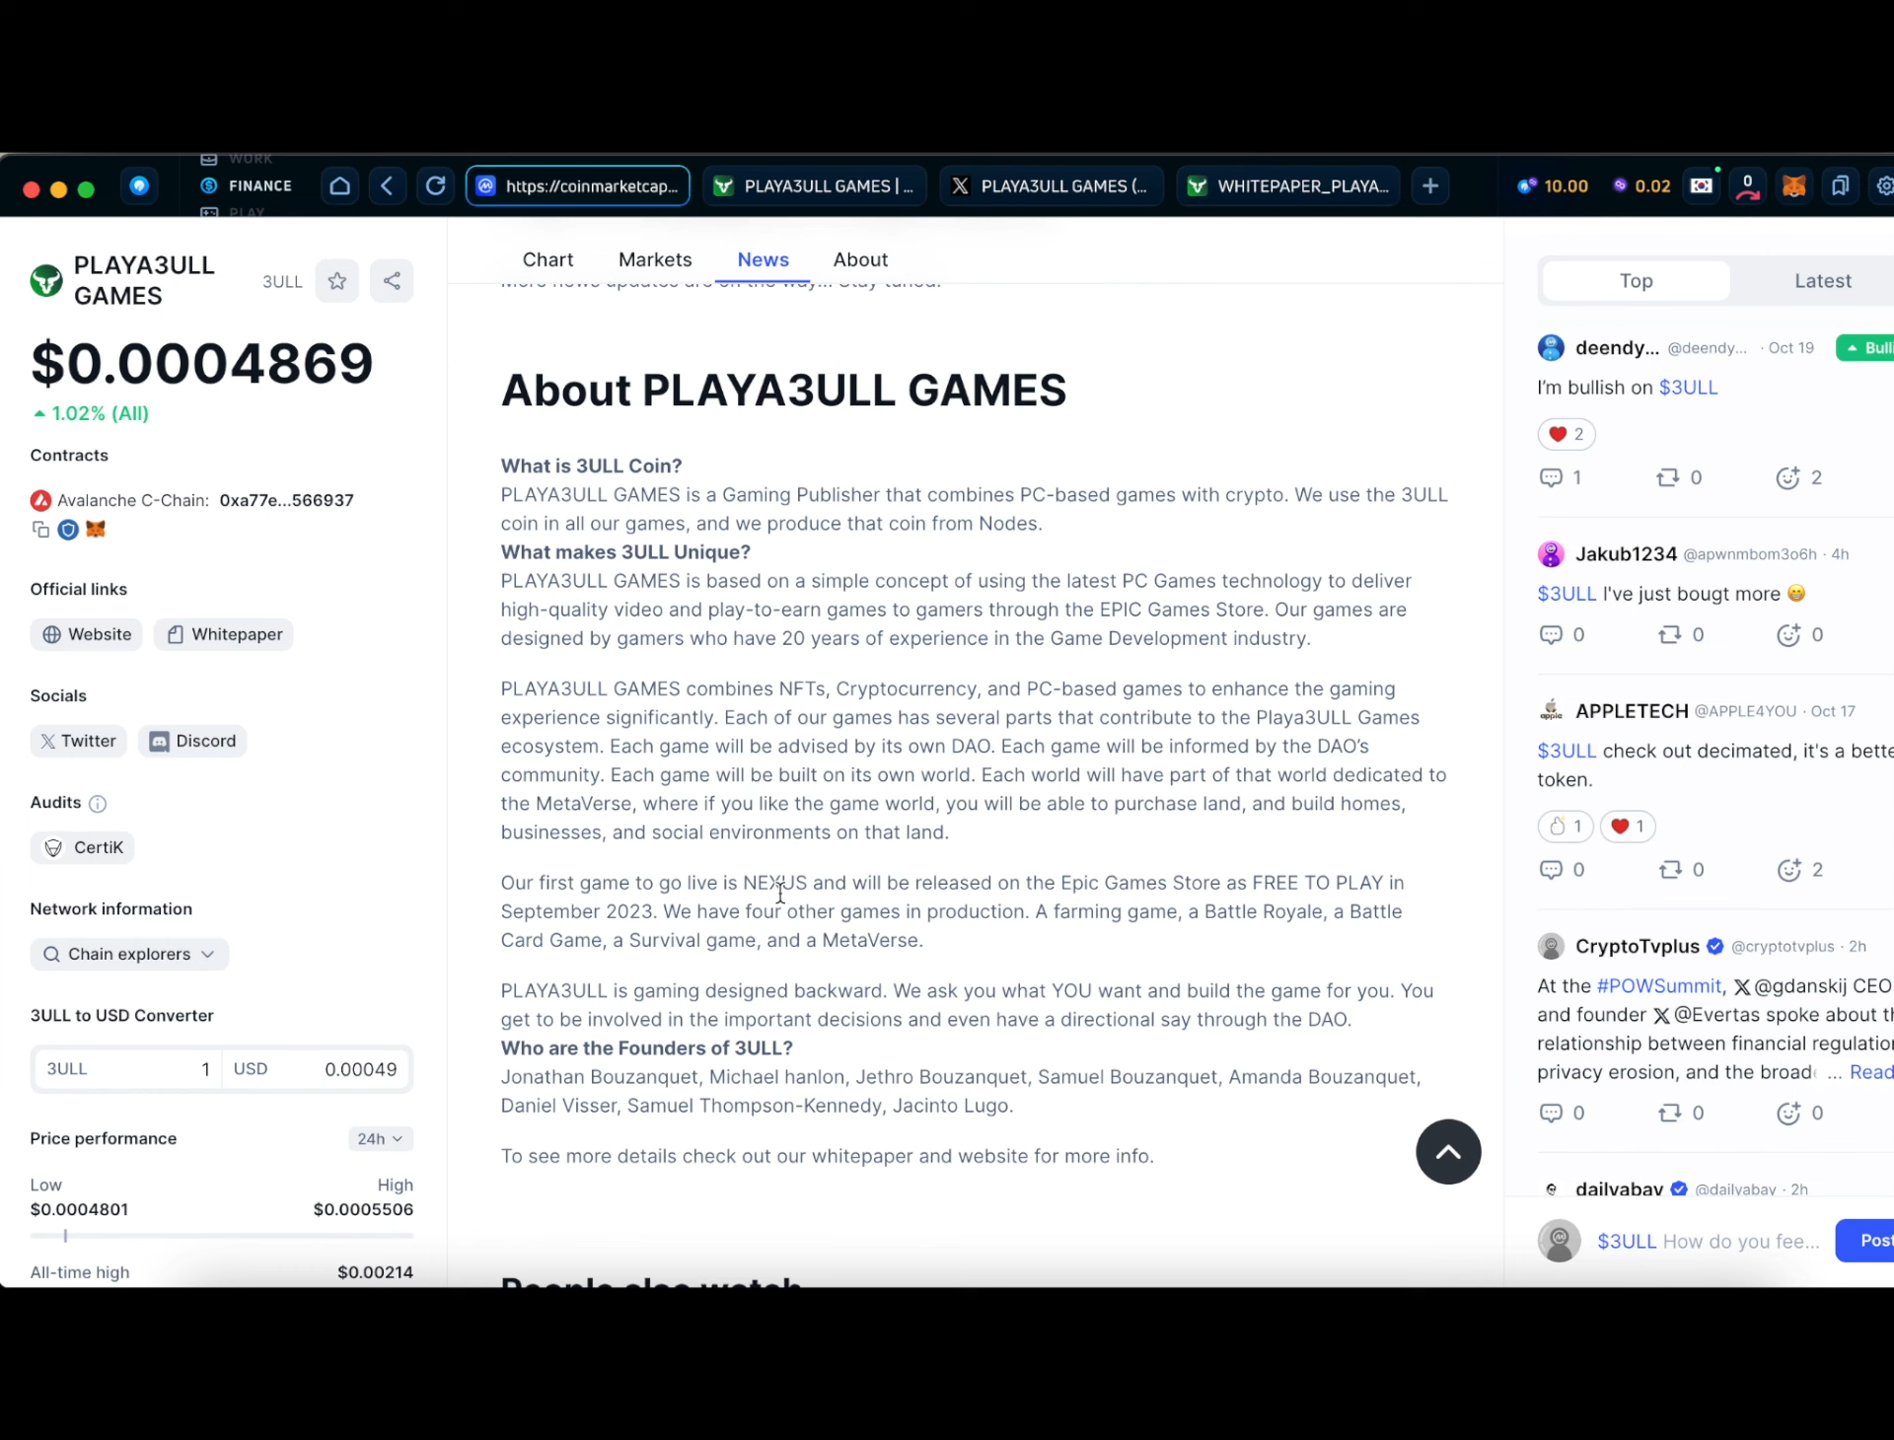 WORK
FINANCE
PLAY
https://coinmarketcap...
PLAYA3ULL GAMES | ...
PLAYA3ULL GAMES (...
WHITEPAPER_PLAYA...
10.00
0.02
0
PLAYA3ULL
GAMES
3ULL
$0.0004869
1.02% (All)
Contracts
Avalanche C-Chain: 0xa77e...566937
Official links
Website
Whitepaper
Socials
Twitter
Discord
Audits
CertiK
Network information
Chain explorers
3ULL to USD Converter
3ULL 1 USD 0.00049
Price performance 24h
Low High
$0.0004801 $0.0005506
All-time high $0.00214
Chart Markets News About
More news updates are on the way... Stay tuned!
About PLAYA3ULL GAMES
What is 3ULL Coin?
PLAYA3ULL GAMES is a Gaming Publisher that combines PC-based games with crypto. We use the 3ULL
coin in all our games, and we produce that coin from Nodes.
What makes 3ULL Unique?
PLAYA3ULL GAMES is based on a simple concept of using the latest PC Games technology to deliver
high-quality video and play-to-earn games to gamers through the EPIC Games Store. Our games are
designed by gamers who have 20 years of experience in the Game Development industry.
PLAYA3ULL GAMES combines NFTs, Cryptocurrency, and PC-based games to enhance the gaming
experience significantly. Each of our games has several parts that contribute to the Playa3ULL Games
ecosystem. Each game will be advised by its own DAO. Each game will be informed by the DAO’s
community. Each game will be built on its own world. Each world will have part of that world dedicated to
the MetaVerse, where if you like the game world, you will be able to purchase land, and build homes,
businesses, and social environments on that land.
Our first game to go live is NEXUS and will be released on the Epic Games Store as FREE TO PLAY in
September 2023. We have four other games in production. A farming game, a Battle Royale, a Battle
Card Game, a Survival game, and a MetaVerse.
PLAYA3ULL is gaming designed backward. We ask you what YOU want and build the game for you. You
get to be involved in the important decisions and even have a directional say through the DAO.
Who are the Founders of 3ULL?
Jonathan Bouzanquet, Michael hanlon, Jethro Bouzanquet, Samuel Bouzanquet, Amanda Bouzanquet,
Daniel Visser, Samuel Thompson-Kennedy, Jacinto Lugo.
To see more details check out our whitepaper and website for more info.
People also watch
Top Latest
deendy... @deendy... · Oct 19 Bulli
I’m bullish on $3ULL
2
1 0 2
Jakub1234 @apwnmbom3o6h · 4h
$3ULL I've just bougt more
0 0 0
apple APPLETECH @APPLE4YOU · Oct 17
$3ULL check out decimated, it's a bette
token.
1 1
0 0 2
CryptoTvplus @cryptotvplus · 2h
At the #POWSummit, X @gdanskij CEO
and founder X @Evertas spoke about th
relationship between financial regulation
privacy erosion, and the broad ... Read
0 0 0
dailyabay @dailyabay · 2h
$3ULL How do you fee...
Post